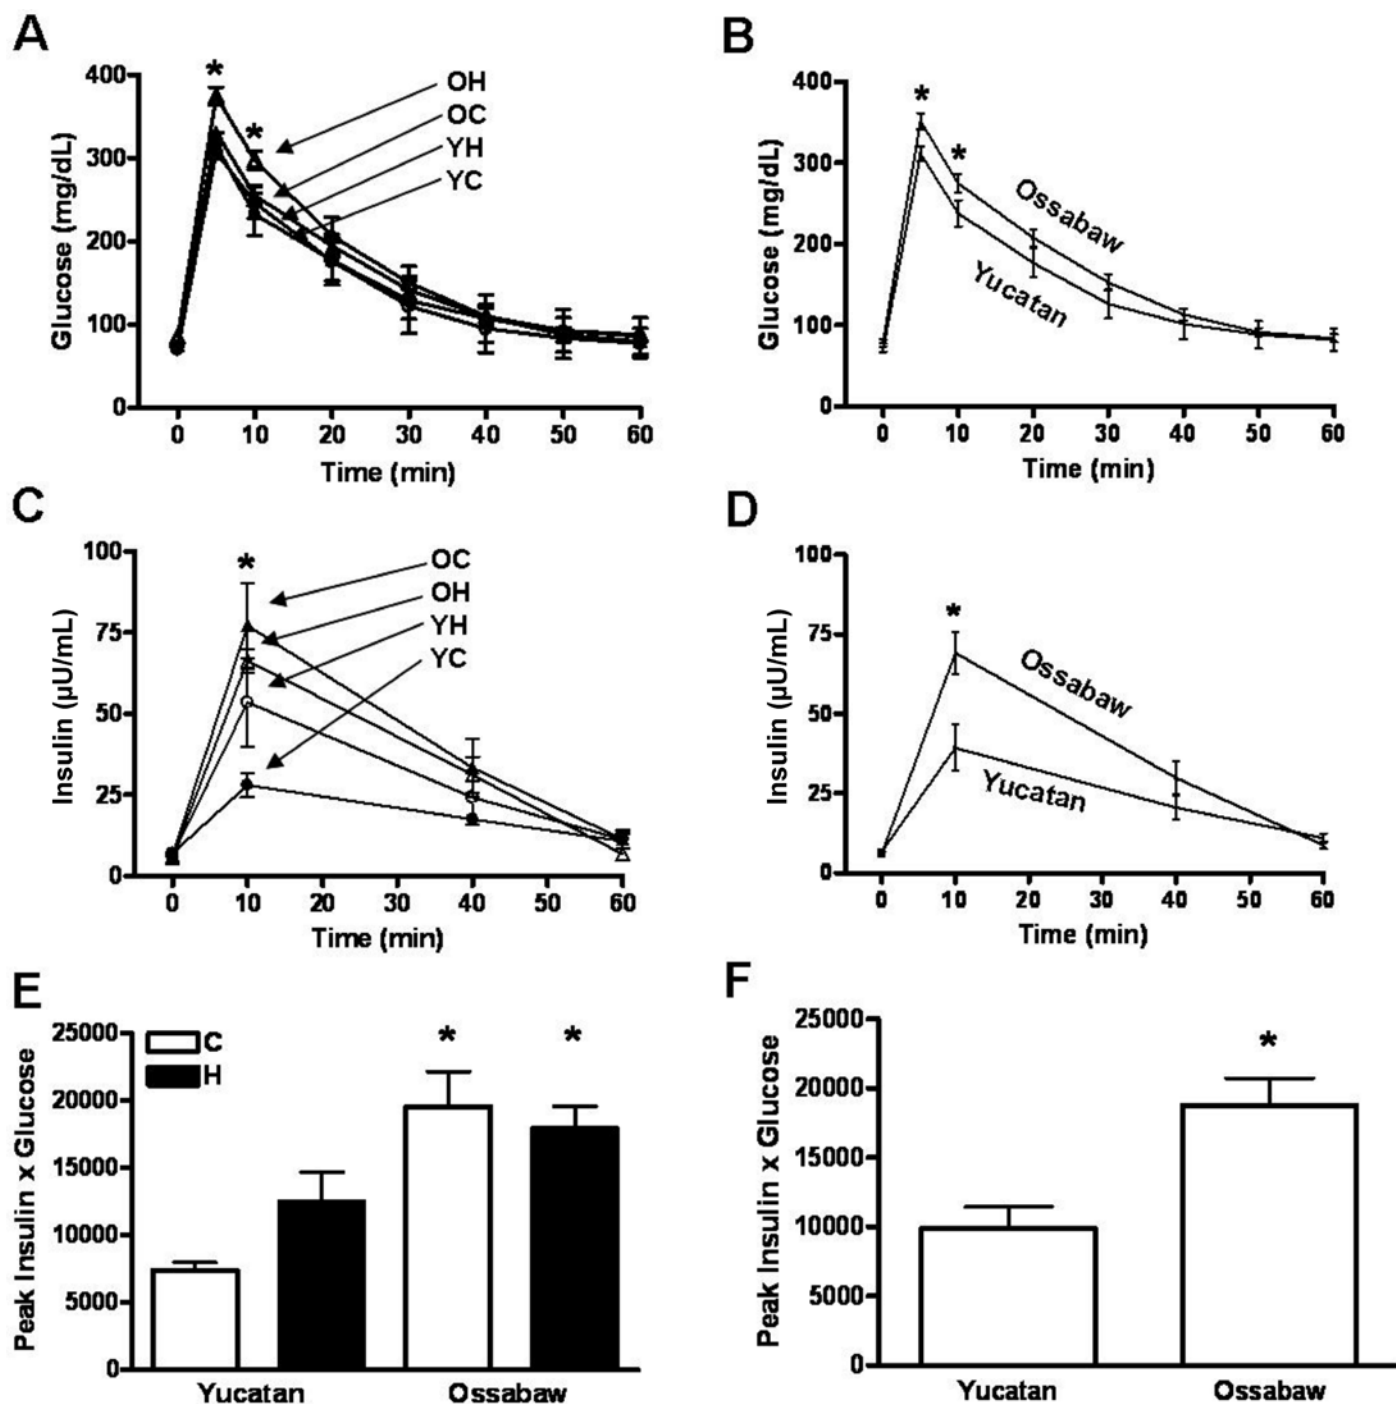 A
Glucose (mg/dL)
400
300
200
100
0
*
*
OH
OC
YH
YC
0 10 20 30 40 50 60
Time (min)
B
Glucose (mg/dL)
400
300
200
100
0
*
*
Ossabaw
Yucatan
0 10 20 30 40 50 60
Time (min)
C
Insulin (µU/mL)
100
75
50
25
0
*
OC
OH
YH
YC
0 10 20 30 40 50 60
Time (min)
D
Insulin (µU/mL)
100
75
50
25
0
*
Ossabaw
Yucatan
0 10 20 30 40 50 60
Time (min)
E
Peak Insulin x Glucose
25000
20000
15000
10000
5000
0
C
H
*
*
Yucatan Ossabaw
F
Peak Insulin x Glucose
25000
20000
15000
10000
5000
0
*
Yucatan Ossabaw